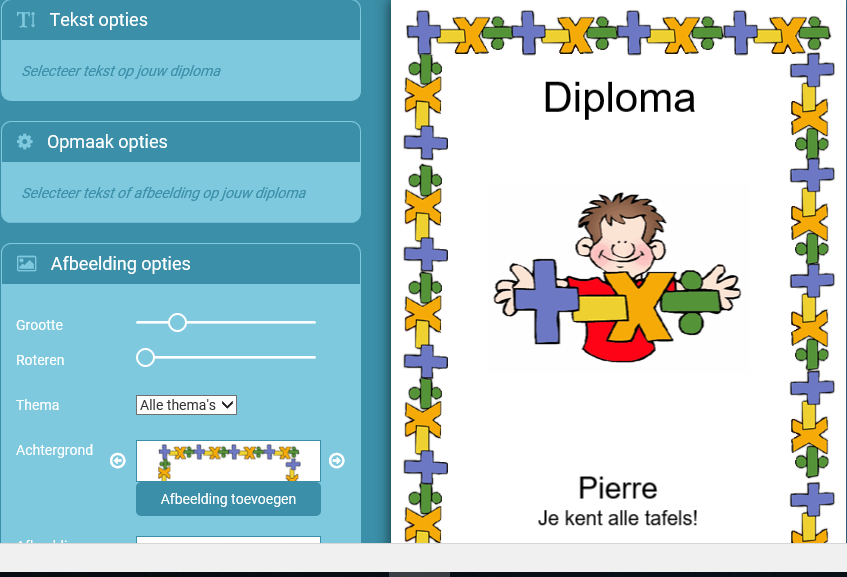 Tekst opties
Selecteer tekst op jouw diploma
Opmaak opties
Selecteer tekst of afbeelding op jouw diploma
Afbeelding opties
Grootte
Roteren
Thema
Alle thema's
Achtergrond
Afbeelding toevoegen
Diploma
Pierre
Je kent alle tafels!